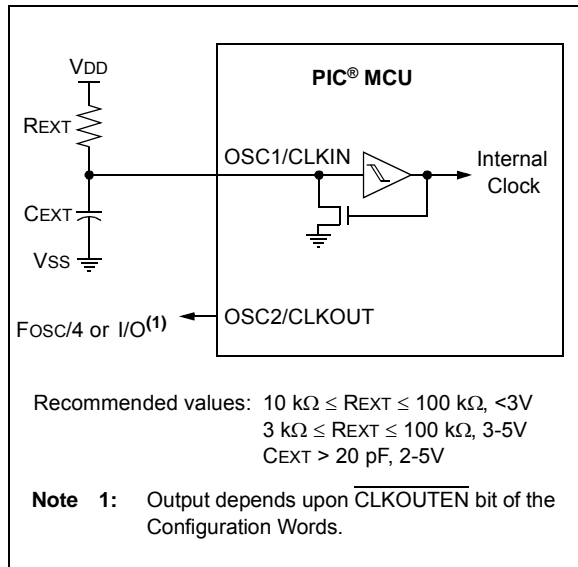 VDD
PIC® MCU
REXT
OSC1/CLKIN
Internal
Clock
CEXT
VSS
OSC2/CLKOUT
FOSC/4 or I/O(1)
Recommended values: 10 kΩ ≤ REXT ≤ 100 kΩ, <3V
3 kΩ ≤ REXT ≤ 100 kΩ, 3-5V
CEXT > 20 pF, 2-5V
Note 1: Output depends upon CLKOUTEN bit of the
Configuration Words.